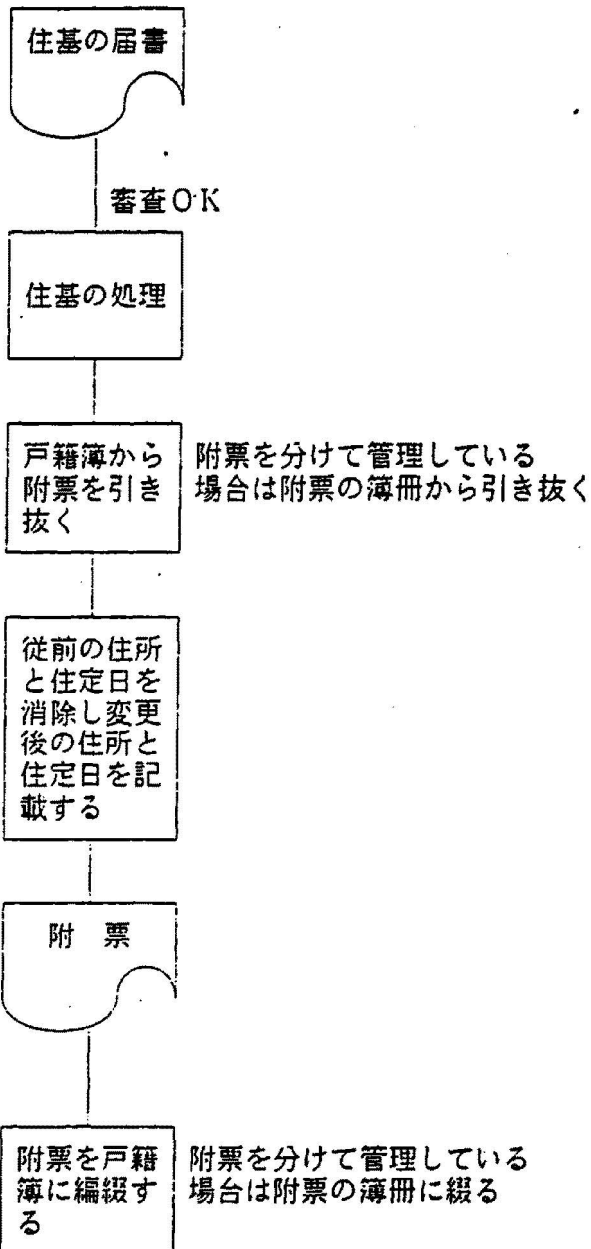 住基の届書
審査OK
住基の処理
戸籍簿から
附票を引き
抜く
附票を分けて管理している
場合は附票の簿冊から引き抜く
従前の住所
と住定日を
消除し変更
後の住所と
住定日を記
載する
附 票
附票を戸籍
簿に編綴す
る
附票を分けて管理している
場合は附票の簿冊に綴る